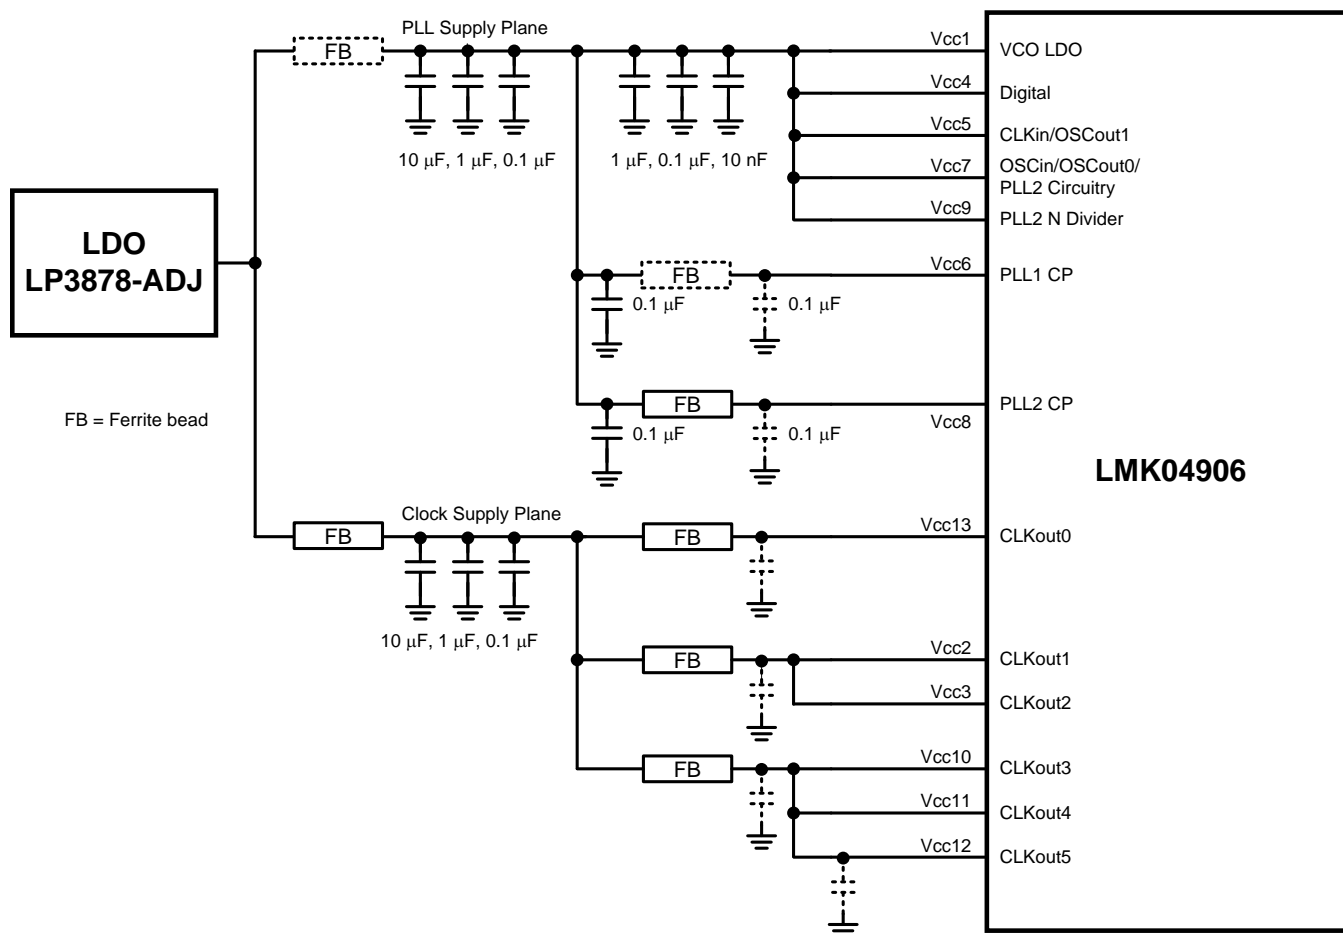 FB
PLL Supply Plane
10 μF, 1 μF, 0.1 μF
1 μF, 0.1 μF, 10 nF
Vcc1
VCO LDO
Vcc4
Digital
Vcc5
CLKin/OSCout1
Vcc7
OSCin/OSCout0/
PLL2 Circuitry
Vcc9
PLL2 N Divider
LDO
LP3878-ADJ
FB
0.1 μF
0.1 μF
Vcc6
PLL1 CP
FB
0.1 μF
0.1 μF
Vcc8
PLL2 CP
FB = Ferrite bead
LMK04906
FB
Clock Supply Plane
10 μF, 1 μF, 0.1 μF
FB
Vcc13
CLKout0
FB
Vcc2
CLKout1
Vcc3
CLKout2
FB
Vcc10
CLKout3
Vcc11
CLKout4
Vcc12
CLKout5